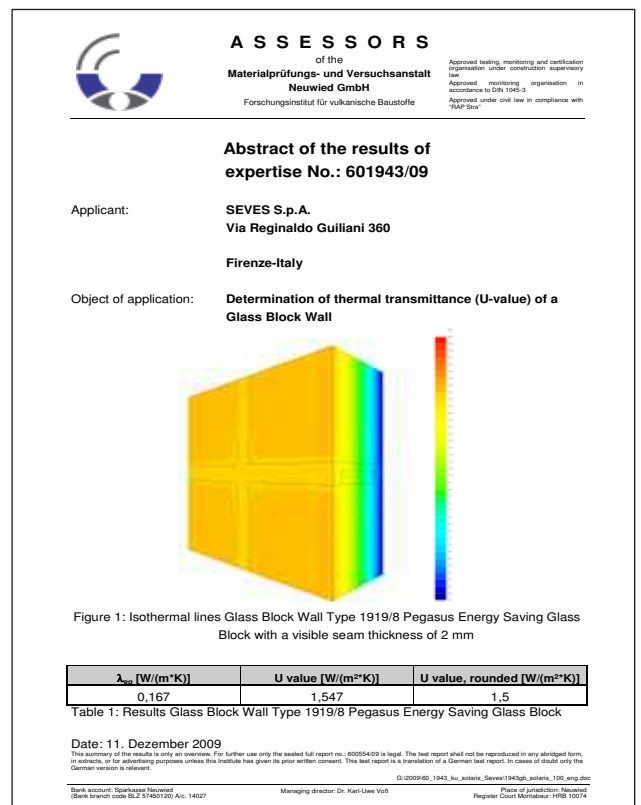 A S S E S S O R S
of the
Materialprüfungs- und Versuchsanstalt
Neuwied GmbH
Forschungsinstitut für vulkanische Baustoffe
Approved testing, monitoring and certification
organisation under construction supervisory
law
Approved monitoring organisation in
accordance to DIN 1045-3
Approved under civil law in compliance with
"RAP Stra"
Abstract of the results of
expertise No.: 601943/09
Applicant: SEVES S.p.A.
Via Reginaldo Guiliani 360
Firenze-Italy
Object of application: Determination of thermal transmittance (U-value) of a
Glass Block Wall
Figure 1: Isothermal lines Glass Block Wall Type 1919/8 Pegasus Energy Saving Glass
Block with a visible seam thickness of 2 mm
λeq [W/(m*K)] U value [W/(m²*K)] U value, rounded [W/(m²*K)]
0,167 1,547 1,5
Table 1: Results Glass Block Wall Type 1919/8 Pegasus Energy Saving Glass Block
Date: 11. Dezember 2009
This summary of the results is only an overview. For further use only the sealed full report no.: 600554/09 is legal. The test report shall not be reproduced in any abridged form,
in extracts, or for advertising purposes unless this Institute has given its prior written consent. This test report is a translation of a German test report. In cases of doubt only the
German version is relevant.
G:\2009\60_1943_ku_solaris_Seves\1943gb_solaris_100_eng.doc
Bank account: Sparkasse Neuwied Managing director: Dr. Karl-Uwe Voß Place of jurisdiction: Neuwied
(Bank branch code BLZ 57450120) A/c. 14027 Register Court Montabaur: HRB 10074